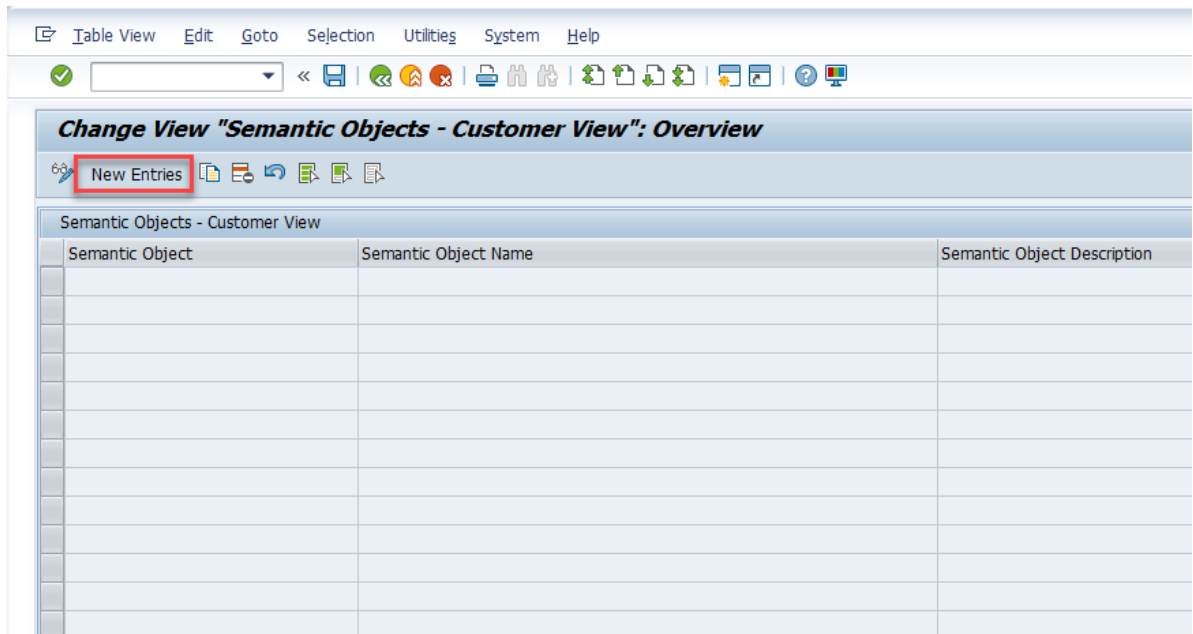 Table View Edit Goto Selection Utilities System Help
Change View "Semantic Objects - Customer View": Overview
New Entries
Semantic Objects - Customer View
Semantic Object Semantic Object Name Semantic Object Description